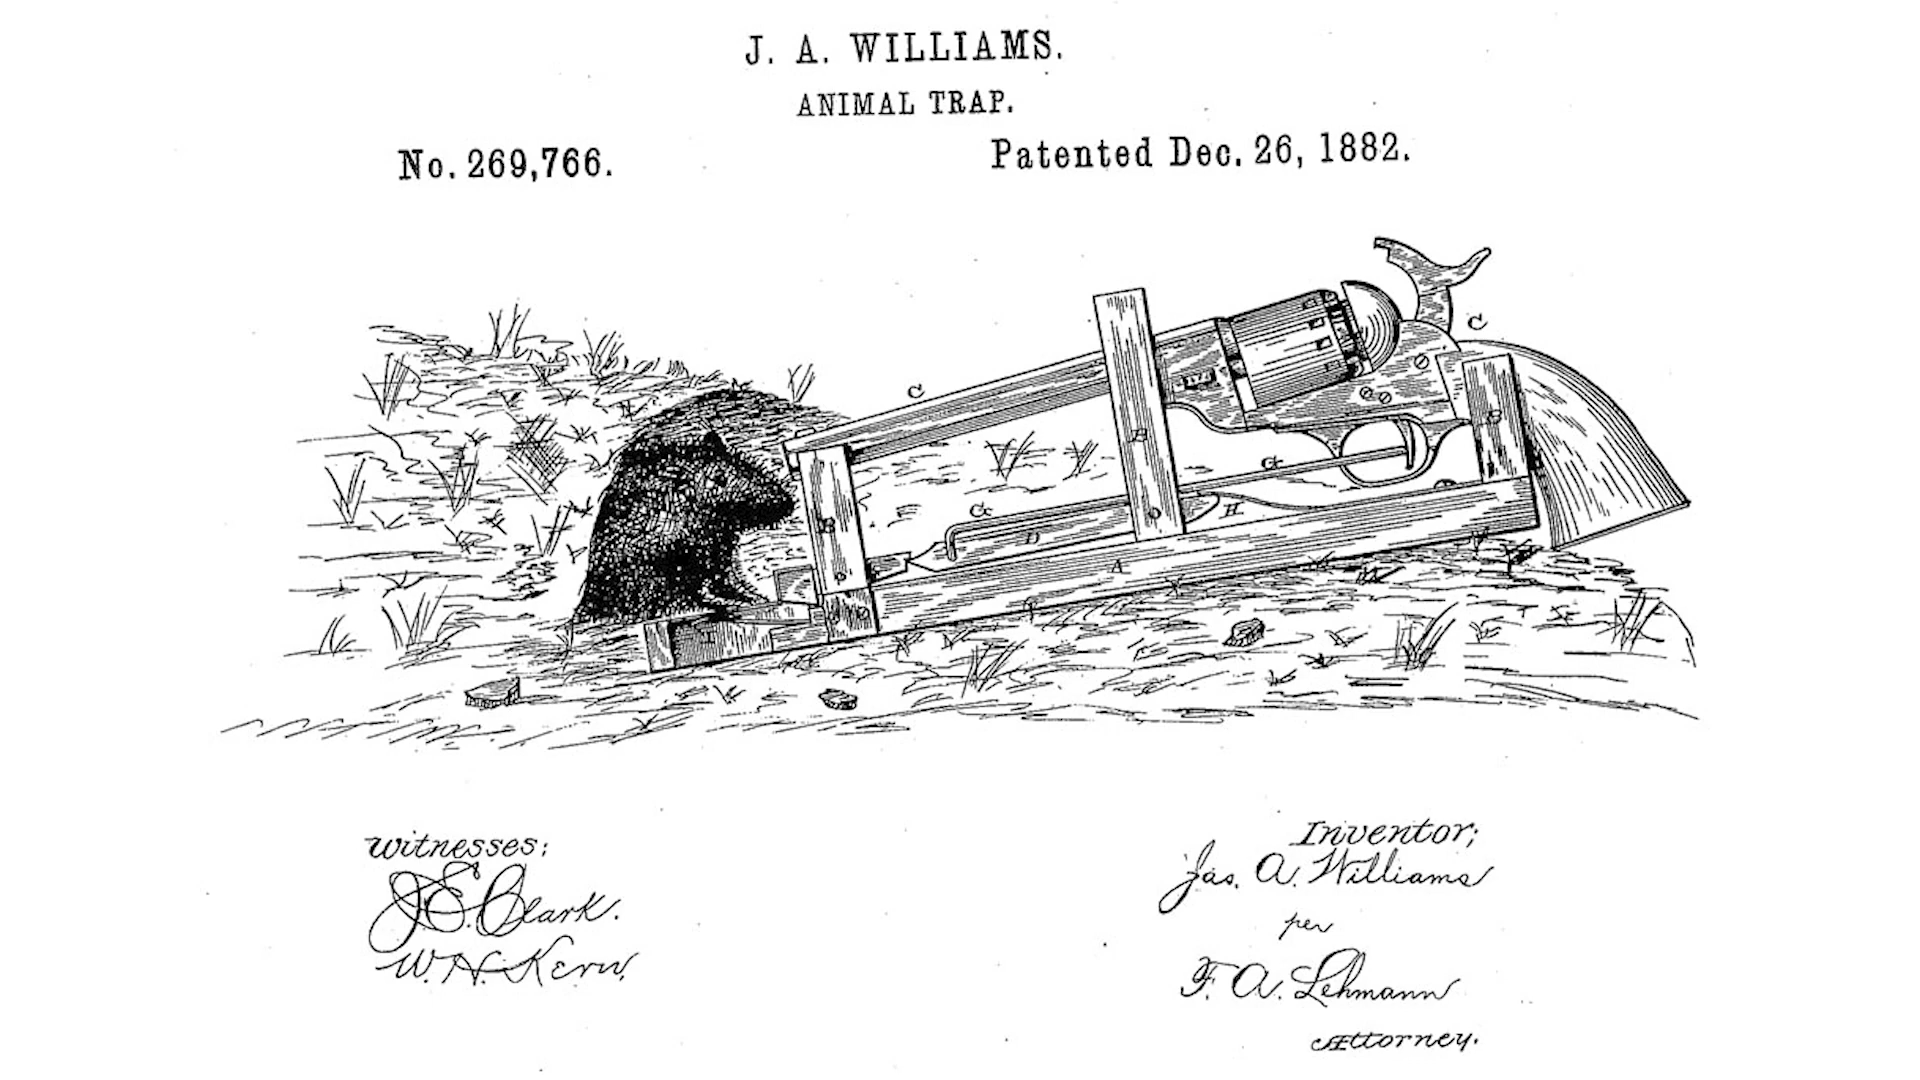 J. A. WILLIAMS.
ANIMAL TRAP.
No. 269,766.
Patented Dec. 26, 1882.
C
C
B
B
B
G
G
H
D
A
Witnesses:
J. E. Clark.
W. H. Kern,
Inventor;
Jas. A. Williams
per
F. A. Lehmann
Attorney.